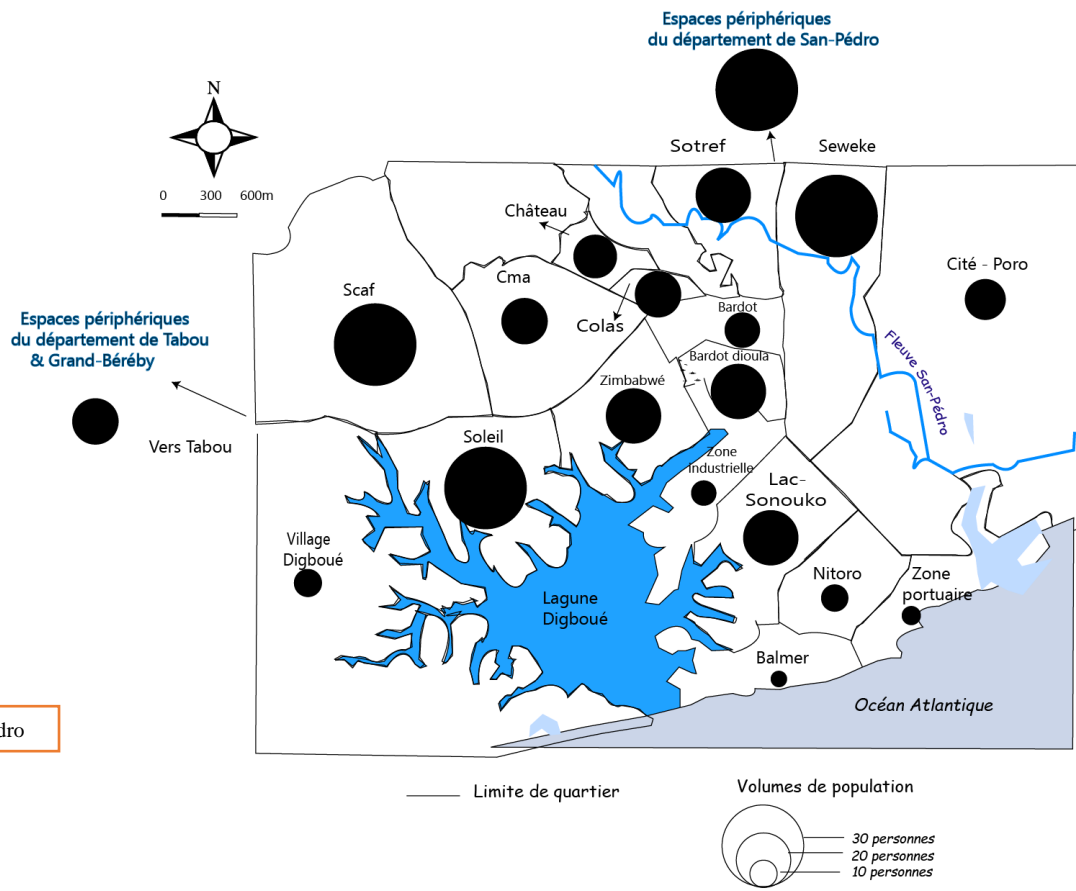 Espaces périphériques
du département de San-Pédro
N
0 300 600m
Sotref
Seweke
Château
Cma
Cité - Poro
Scaf
Bardot
Colas
Espaces périphériques
du département de Tabou
& Grand-Béréby
Bardot dioula
Fleuve San-Pédro
Zimbabwé
Vers Tabou
Soleil
Zone
Industrielle
Lac-
Sonouko
Village
Digboué
Nitoro
Zone
portuaire
Lagune
Digboué
Balmer
Océan Atlantique
dro
Limite de quartier
Volumes de population
30 personnes
20 personnes
10 personnes